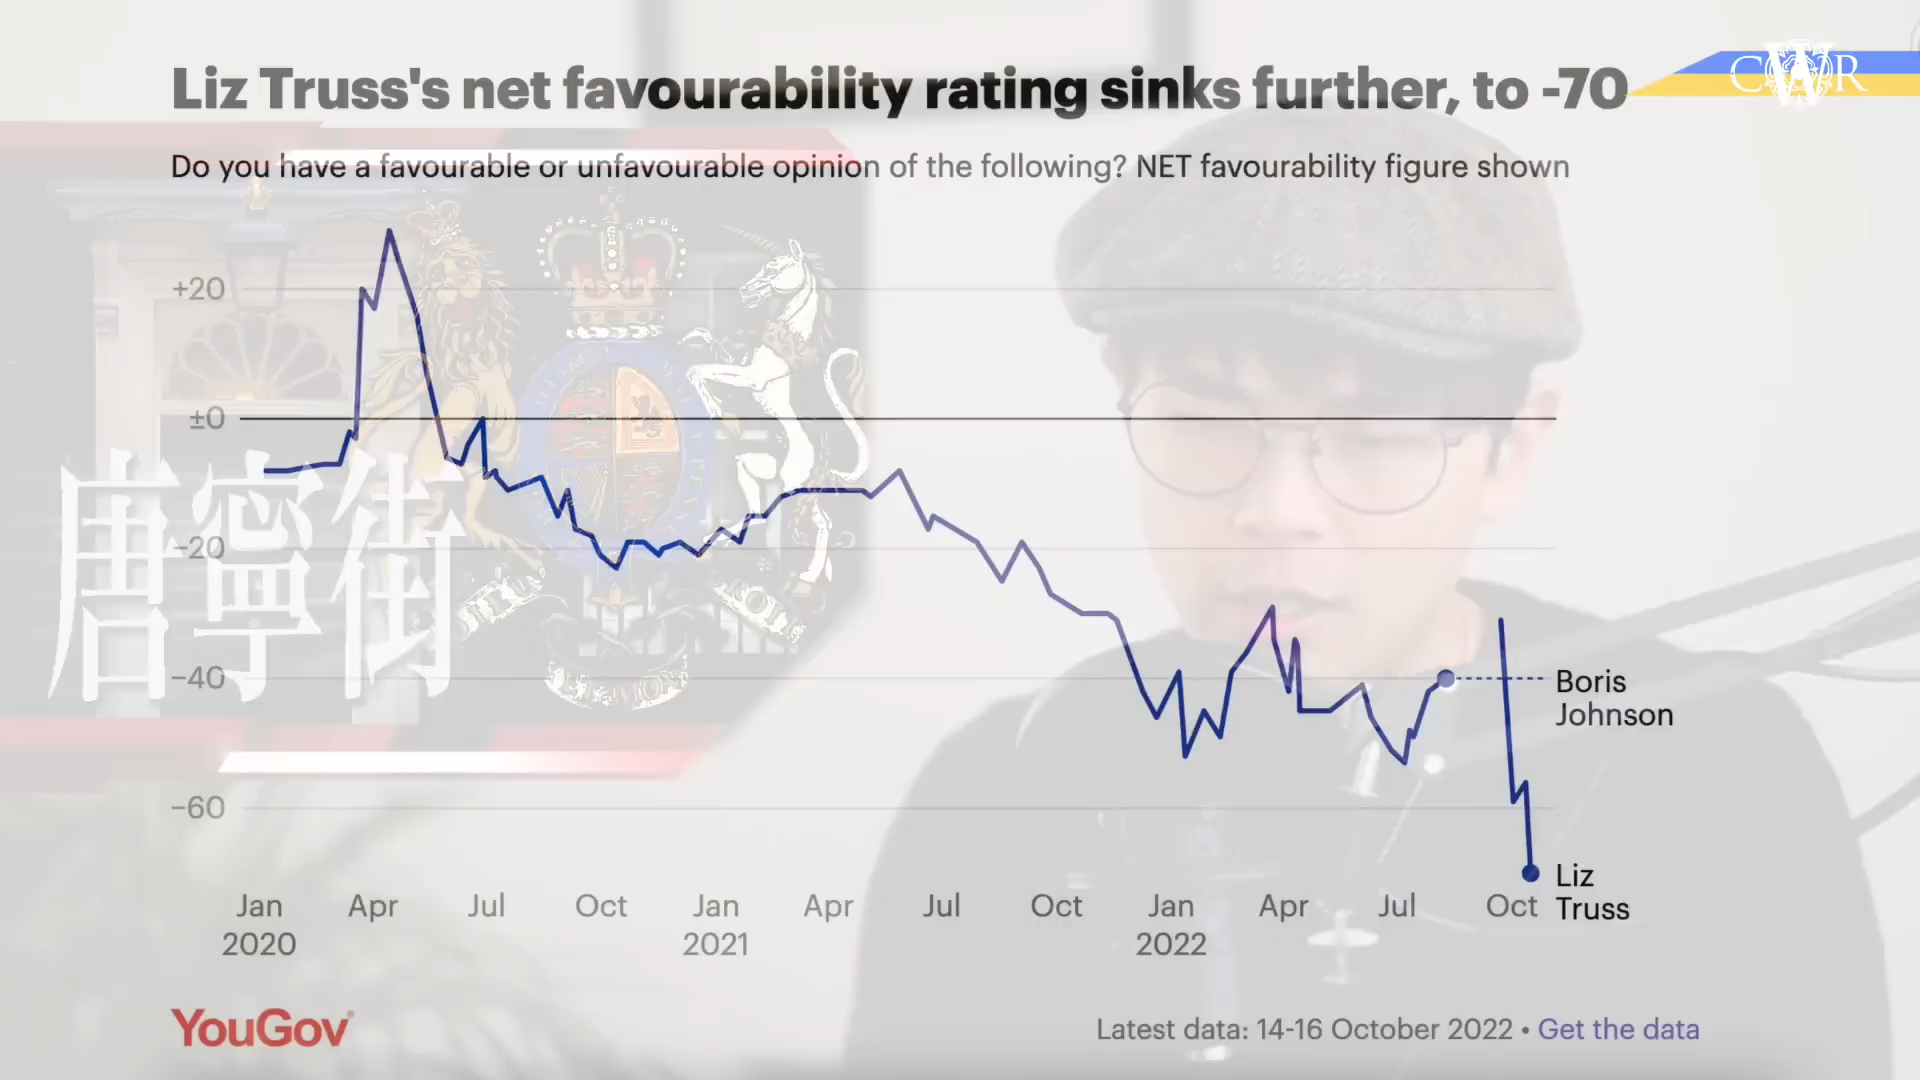 Liz Truss's net favourability rating sinks further, to -70
CWR
Do you have a favourable or unfavourable opinion of the following? NET favourability figure shown
+20
±0
唐寧街
−20
−40
Boris
Johnson
−60
Liz
Truss
Jan Apr Jul Oct Jan Apr Jul Oct Jan Apr Jul Oct
2020 2021 2022
YouGov
Latest data: 14-16 October 2022 • Get the data